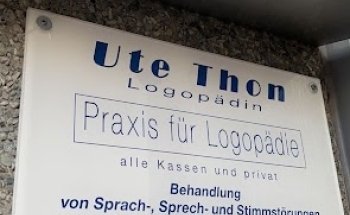 Ute Thon
Logopädin
Praxis für Logopädie
alle Kassen und privat
Behandlung
von Sprach-, Sprech- und Stimmstörungen